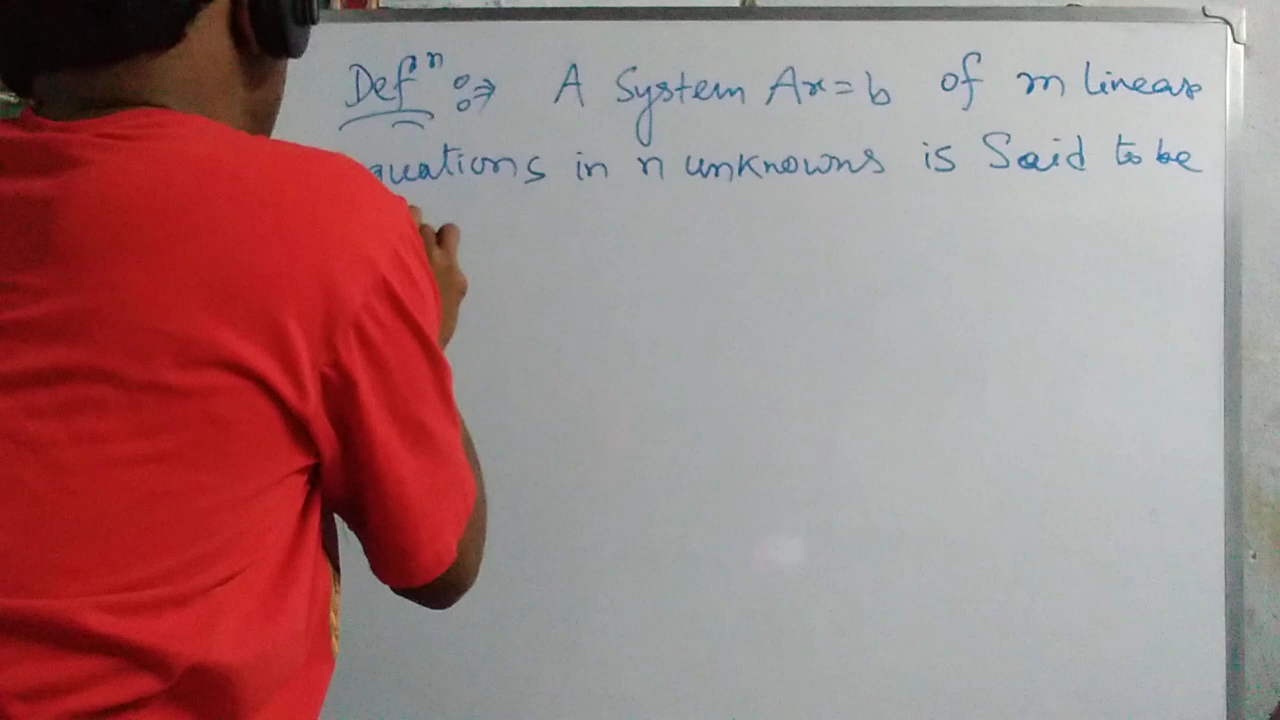 Defⁿ :⇒ A System Ax = b of m linear
quations in n unknowns is Said to be